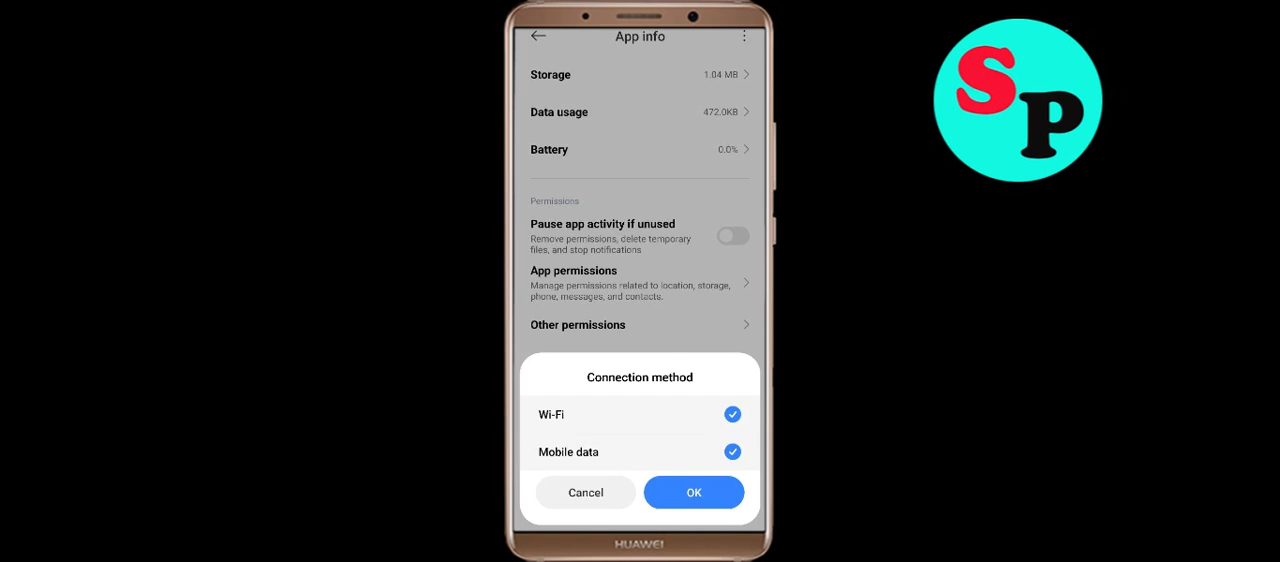 App info
Storage 1.04 MB
Data usage 472.0KB
Battery 0.0%
Permissions
Pause app activity if unused
Remove permissions, delete temporary
files, and stop notifications
App permissions
Manage permissions related to location, storage,
phone, messages, and contacts.
Other permissions
Connection method
Wi-Fi
Mobile data
Cancel OK
HUAWEI
SP